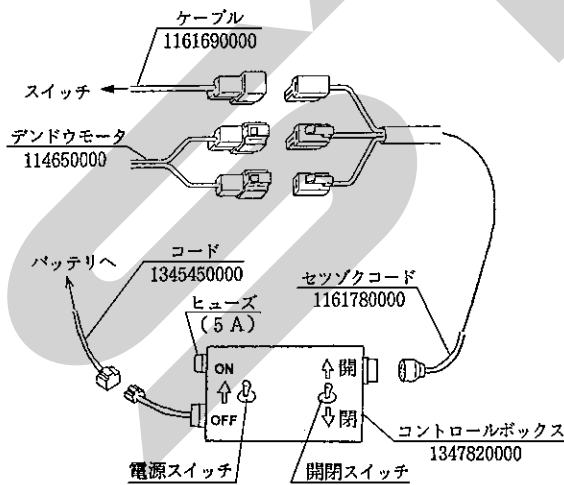 ケーブル
1161690000
スイッチ
デンドウモータ
114650000
コード
1345450000
バッテリへ
ヒューズ
(5A)
セツゾクコード
1161780000
ON
OFF
開
閉
コントロールボックス
1347820000
電源スイッチ
開閉スイッチ